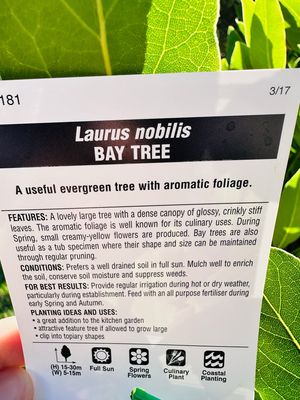 181
3/17
Laurus nobilis
BAY TREE
A useful evergreen tree with aromatic foliage.
FEATURES: A lovely large tree with a dense canopy of glossy, crinkly stiff
leaves. The aromatic foliage is well known for its culinary uses. During
Spring, small creamy-yellow flowers are produced. Bay trees are also
useful as a tub specimen where their shape and size can be maintained
through regular pruning.
CONDITIONS: Prefers a well drained soil in full sun. Mulch well to enrich
the soil, conserve soil moisture and suppress weeds.
FOR BEST RESULTS: Provide regular irrigation during hot or dry weather,
particularly during establishment. Feed with an all purpose fertiliser during
early Spring and Autumn.
PLANTING IDEAS AND USES:
• a great addition to the kitchen garden
• attractive feature tree if allowed to grow large
• clip into topiary shapes
(H) 15-30m
(W) 5-15m
Full Sun
Spring
Flowers
Culinary
Plant
Coastal
Planting